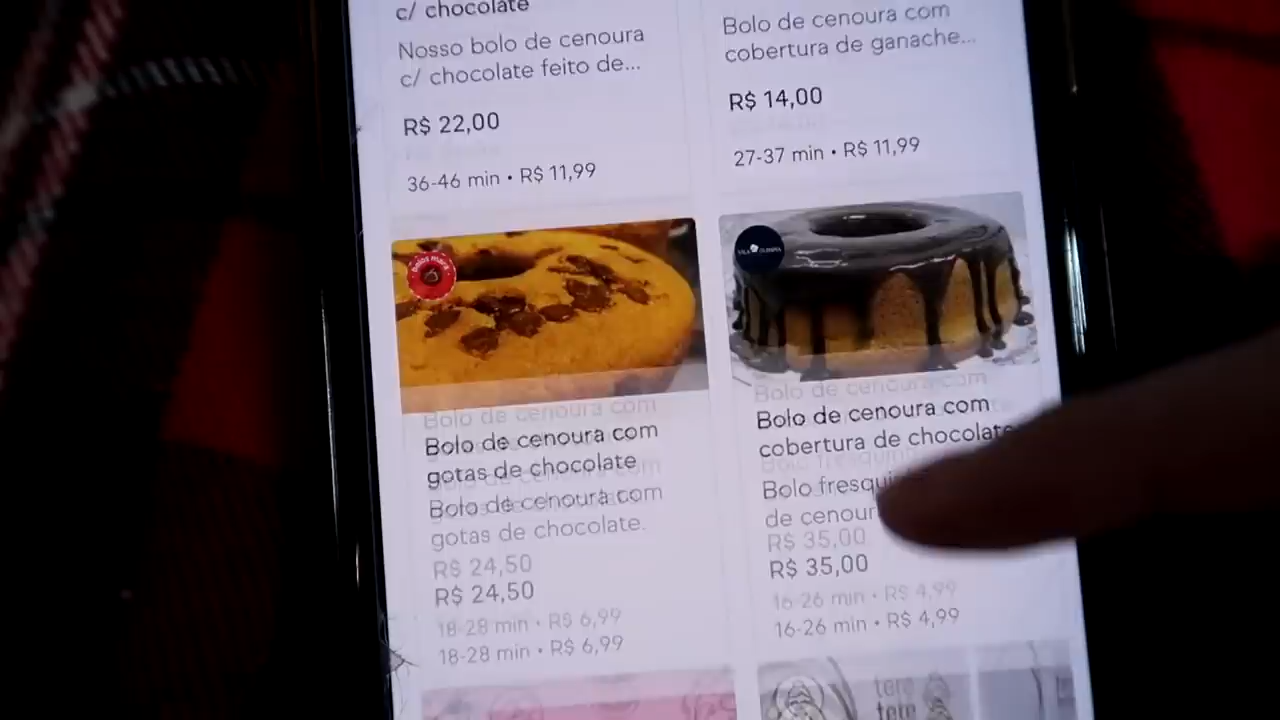 c/ chocolate
Nosso bolo de cenoura
c/ chocolate feito de...
R$ 22,00
36-46 min • R$ 11,99
Bolo de cenoura com
cobertura de ganache...
R$ 14,00
27-37 min • R$ 11,99
Bolo de cenoura com
gotas de chocolate
Bolo de cenoura com
gotas de chocolate.
R$ 24,50
18-28 min • R$ 6,99
Bolo de cenoura com
cobertura de chocolate
Bolo fresqui
de cenour
R$ 35,00
16-26 min • R$ 4,99
tere
tere